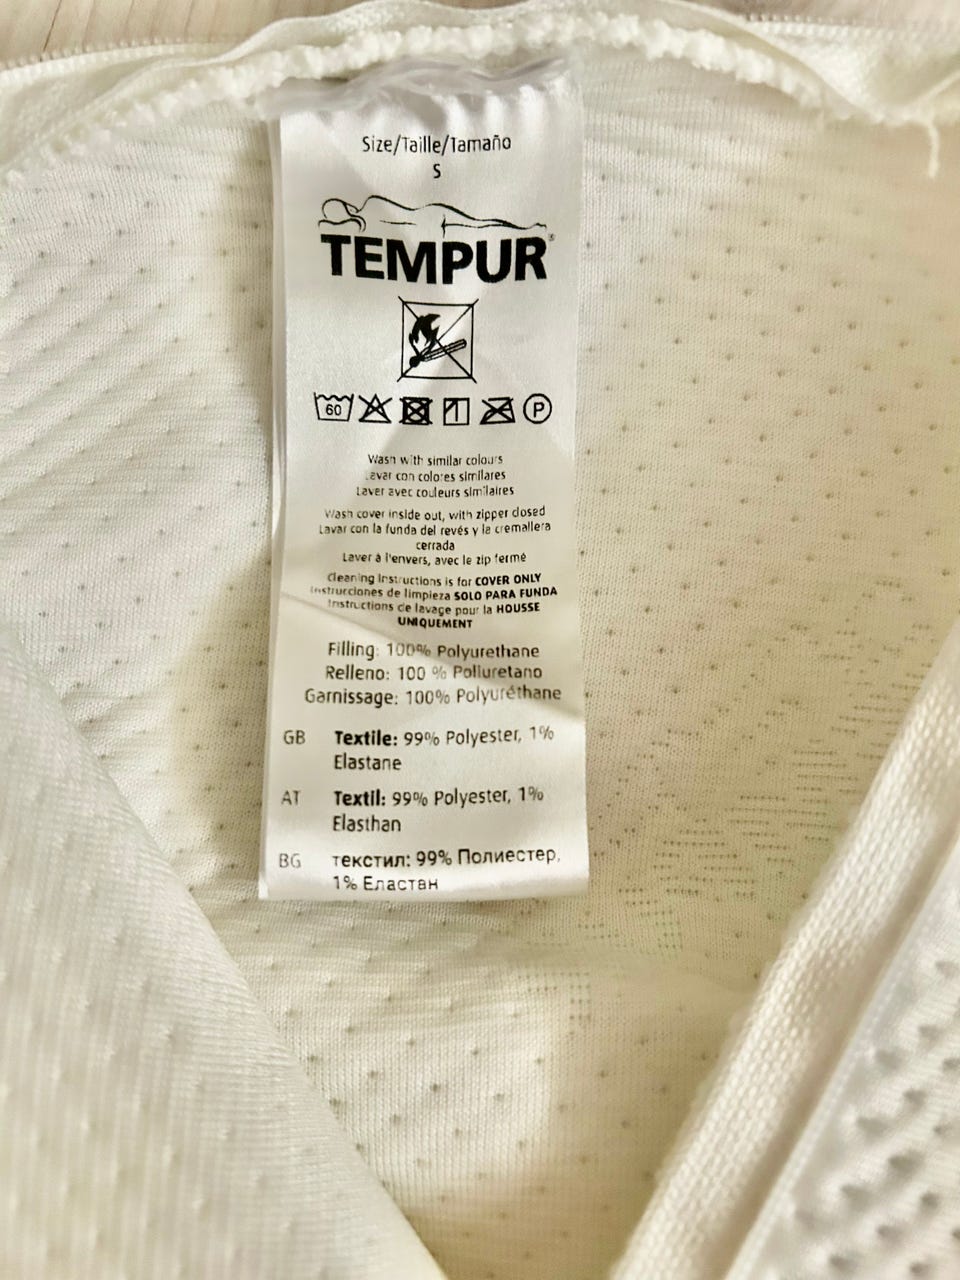 Size/Taille/Tamaño
S
TEMPUR®
60
P
Wash with similar colours
Lavar con colores similares
Laver avec couleurs similaires
Wash cover inside out, with zipper closed
Lavar con la funda del revés y la cremallera
cerrada
Laver à l'envers, avec le zip fermé
Cleaning Instructions is for COVER ONLY
Instrucciones de limpieza SOLO PARA FUNDA
Instructions de lavage pour la HOUSSE
UNIQUEMENT
Filling: 100% Polyurethane
Relleno: 100 % Poliuretano
Garnissage: 100% Polyuréthane
GB Textile: 99% Polyester, 1%
Elastane
AT Textil: 99% Polyester, 1%
Elasthan
BG текстил: 99% Полиестер,
1% Еластан